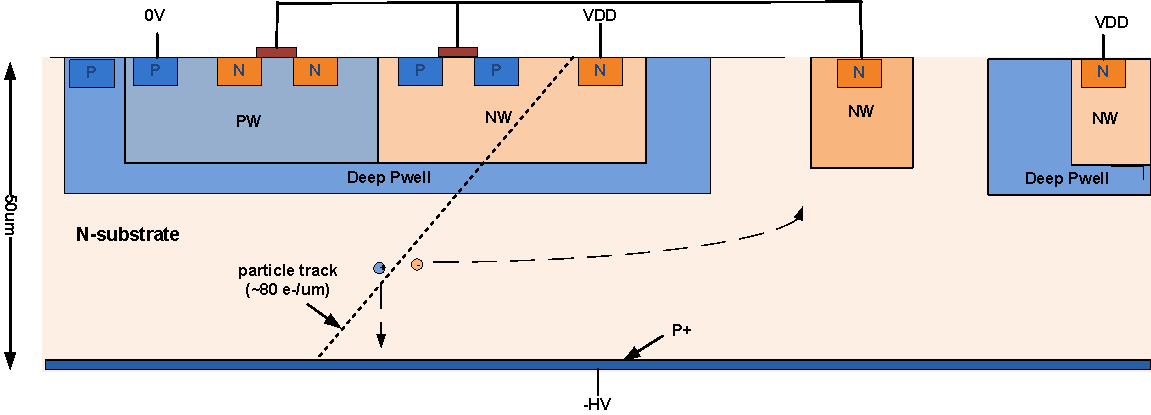 0V
VDD
VDD
P
P
N
N
P
P
N
N
N
PW
NW
NW
NW
Deep Pwell
Deep Pwell
50um
N-substrate
particle track
(~80 e-/um)
P+
-HV